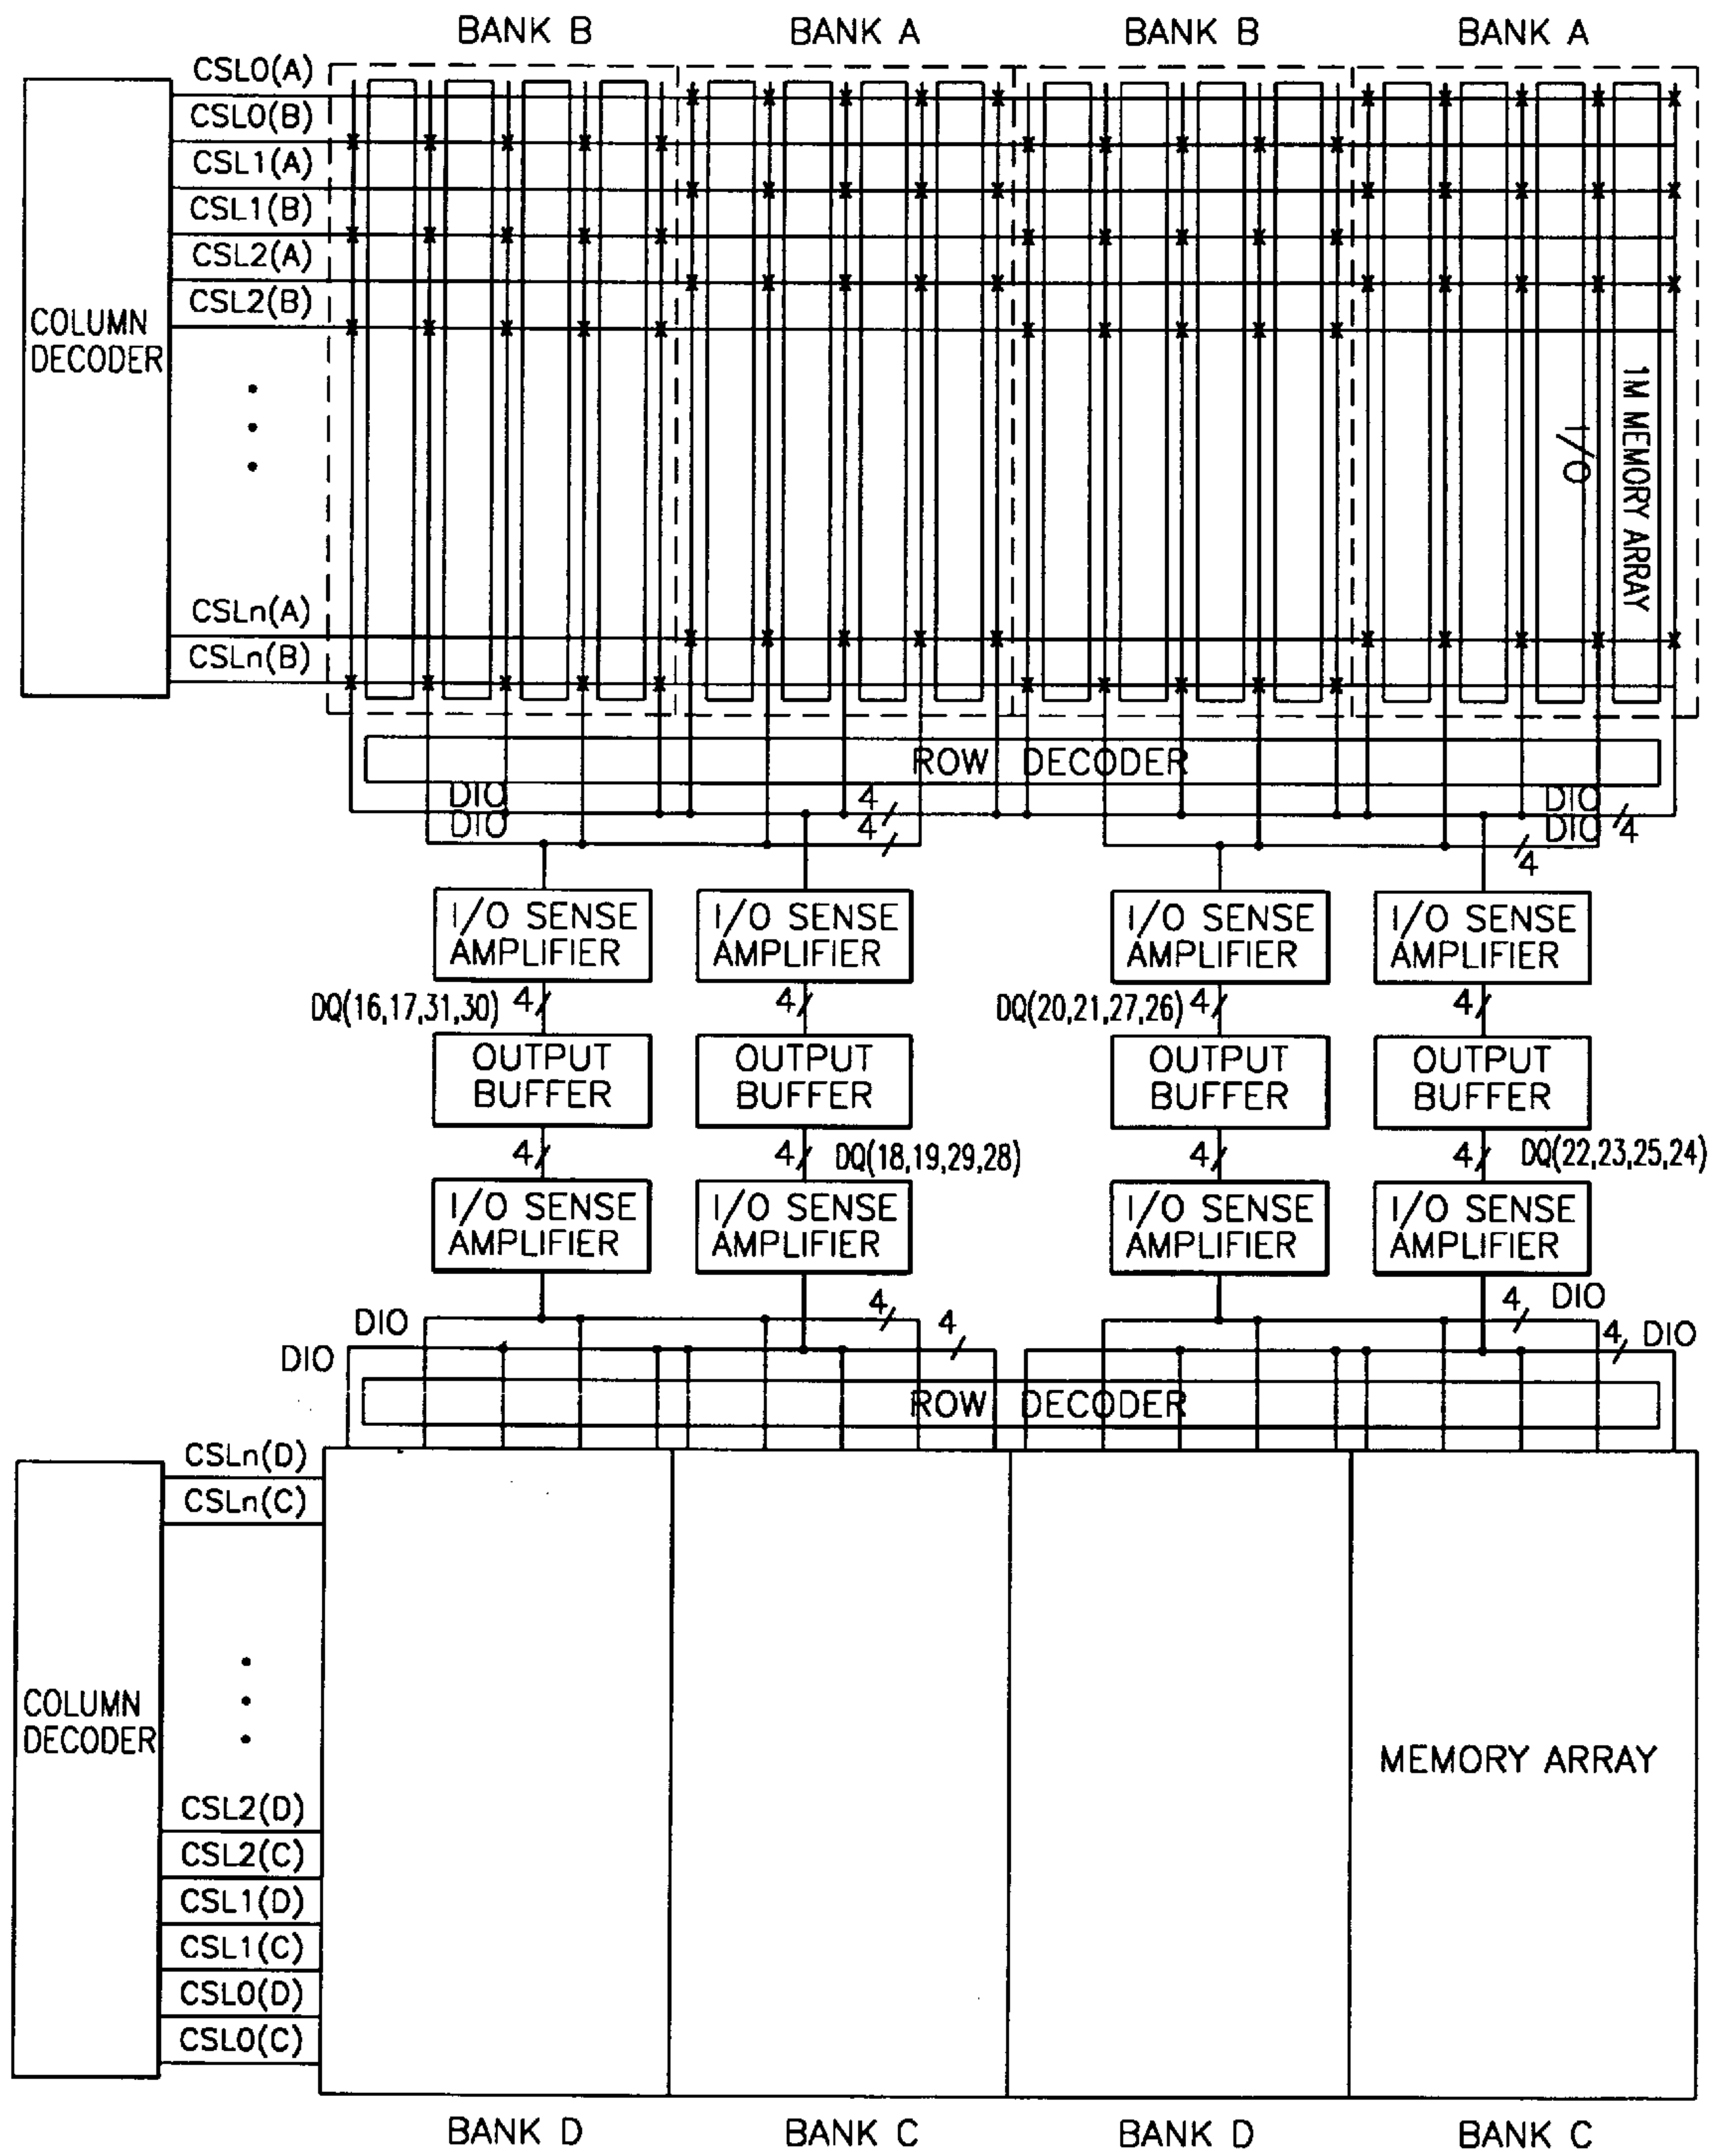 BANK B BANK A BANK B BANK A
CSL0(A)
CSL0(B)
CSL1(A)
CSL1(B)
CSL2(A)
CSL2(B)
COLUMN
DECODER
1M MEMORY ARRAY
I/O
CSLn(A)
CSLn(B)
ROW DECODER
DIO 4 DIO
DIO 4 DIO 4
4
I/O SENSE I/O SENSE I/O SENSE I/O SENSE
AMPLIFIER AMPLIFIER AMPLIFIER AMPLIFIER
DQ(16,17,31,30) 4 4 DQ(20,21,27,26) 4 4
OUTPUT OUTPUT OUTPUT OUTPUT
BUFFER BUFFER BUFFER BUFFER
4 4 DQ(18,19,29,28) 4 4 DQ(22,23,25,24)
I/O SENSE I/O SENSE I/O SENSE I/O SENSE
AMPLIFIER AMPLIFIER AMPLIFIER AMPLIFIER
DIO 4 4 4 DIO
DIO 4 DIO
ROW DECODER
CSLn(D)
CSLn(C)
COLUMN
DECODER
MEMORY ARRAY
CSL2(D)
CSL2(C)
CSL1(D)
CSL1(C)
CSL0(D)
CSL0(C)
BANK D BANK C BANK D BANK C